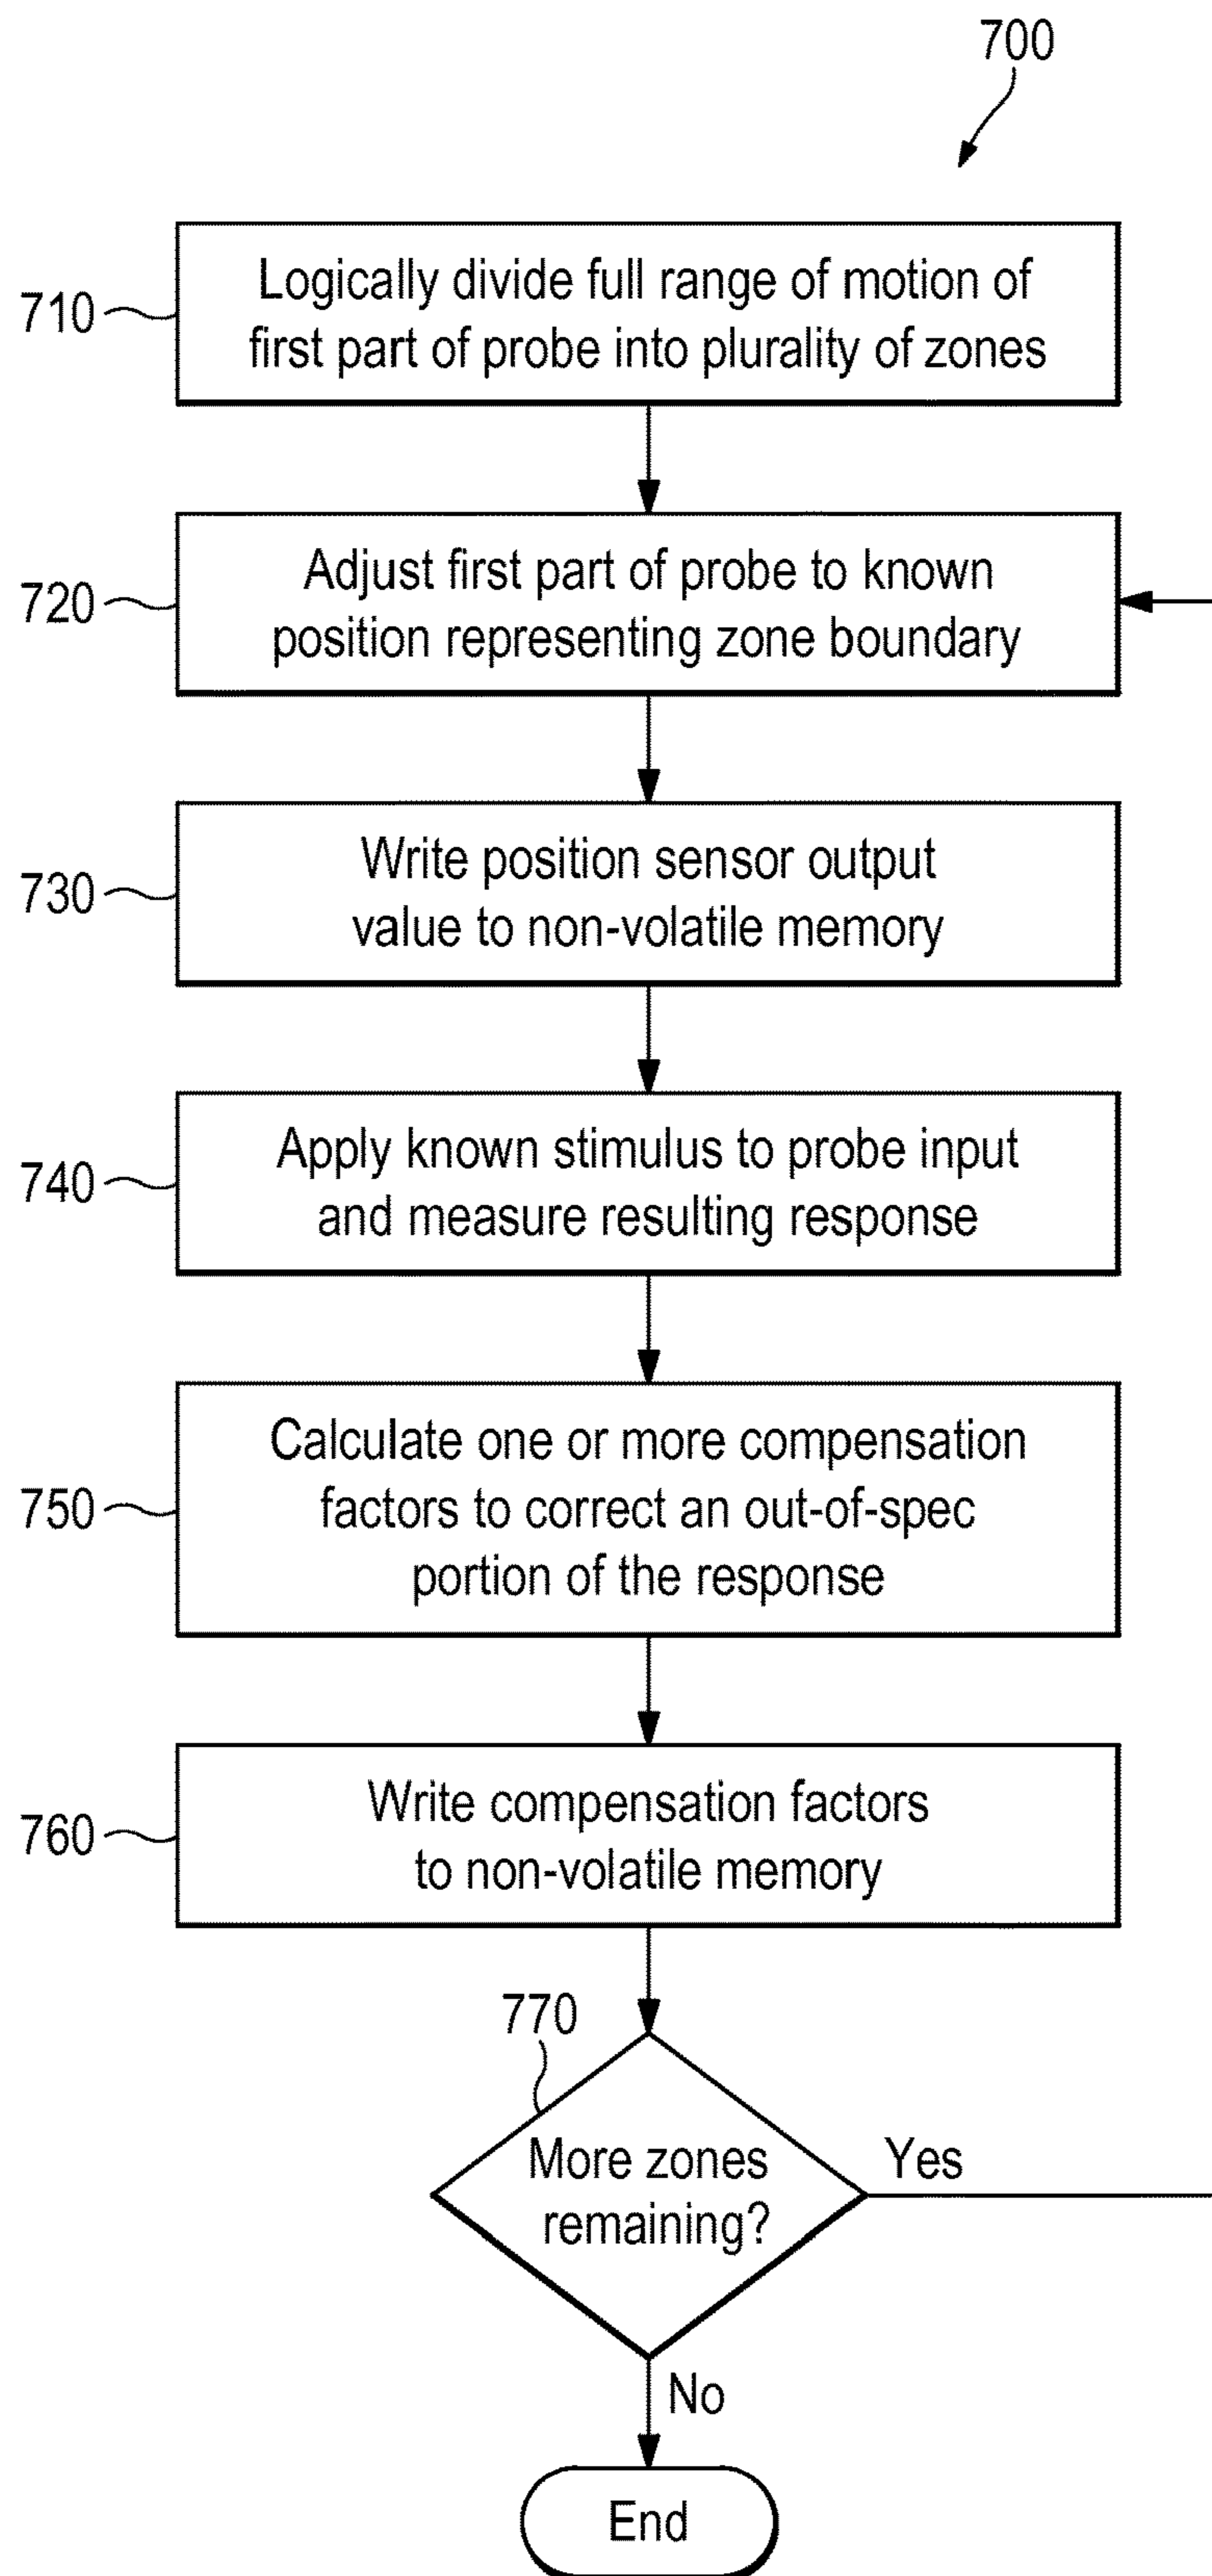 700
710
Logically divide full range of motion of
first part of probe into plurality of zones
720
Adjust first part of probe to known
position representing zone boundary
730
Write position sensor output
value to non-volatile memory
740
Apply known stimulus to probe input
and measure resulting response
750
Calculate one or more compensation
factors to correct an out-of-spec
portion of the response
760
Write compensation factors
to non-volatile memory
770
More zones
remaining?
Yes
No
End